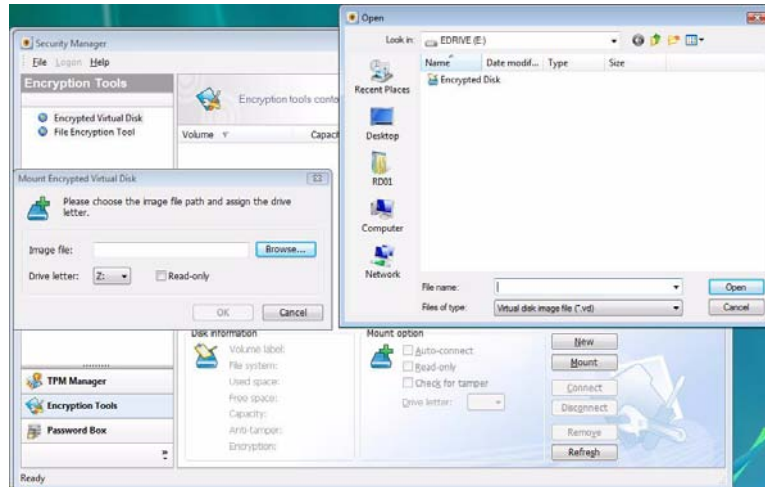 Security Manager
File Logon Help
Encryption Tools
Encrypted Virtual Disk
File Encryption Tool
Encryption tools conta
Volume Capacit
Mount Encrypted Virtual Disk
Please choose the image file path and assign the drive
letter.
Image file: Browse...
Drive letter: Z: Read-only
OK Cancel
Open
Look in: EDRIVE (E:)
Name Date modif... Type Size
Encrypted Disk
Recent Places
Desktop
RD01
Computer
Network
File name: Open
Files of type: Virtual disk image file (*.vd) Cancel
Disk information
Volume label:
File system:
Used space:
Free space:
Capacity:
Anti-tamper:
Encryption:
Mount option
Auto-connect
Read-only
Check for tamper
Drive letter:
New
Mount
Connect
Disconnect
Remove
Refresh
TPM Manager
Encryption Tools
Password Box
Ready